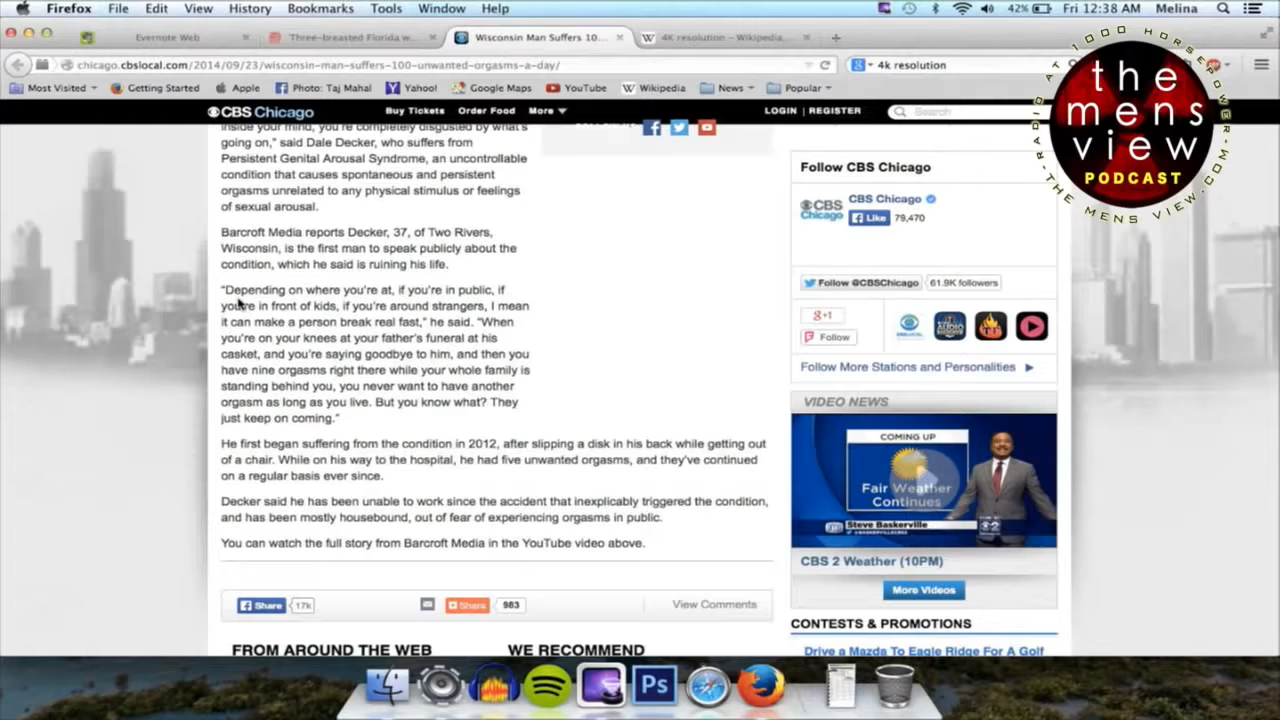 Firefox File Edit View History Bookmarks Tools Window Help 42% Fri 12:38 AM Melina
Evernote Web
Three-breasted Florida w...
Wisconsin Man Suffers 10...
W 4K resolution – Wikipedia,
chicago.cbslocal.com/2014/09/23/wisconsin-man-suffers-100-unwanted-orgasms-a-day/
4k resolution
Most Visited Getting Started Apple Photo: Taj Mahal Yahoo! Google Maps YouTube Wikipedia News Popular
CBS Chicago Buy Tickets Order Food More LOGIN | REGISTER Search
RADIO AT 1000 HORSEPOWER
the
mens
view
PODCAST
THE MENS VIEW.COM
inside your mind, you're completely disgusted by what's
going on," said Dale Decker, who suffers from
Persistent Genital Arousal Syndrome, an uncontrollable
condition that causes spontaneous and persistent
orgasms unrelated to any physical stimulus or feelings
of sexual arousal.
Barcroft Media reports Decker, 37, of Two Rivers,
Wisconsin, is the first man to speak publicly about the
condition, which he said is ruining his life.
"Depending on where you're at, if you're in public, if
you're in front of kids, if you're around strangers, I mean
it can make a person break real fast," he said. "When
you're on your knees at your father's funeral at his
casket, and you're saying goodbye to him, and then you
have nine orgasms right there while your whole family is
standing behind you, you never want to have another
orgasm as long as you live. But you know what? They
just keep on coming."
He first began suffering from the condition in 2012, after slipping a disk in his back while getting out
of a chair. While on his way to the hospital, he had five unwanted orgasms, and they've continued
on a regular basis ever since.
Decker said he has been unable to work since the accident that inexplicably triggered the condition,
and has been mostly housebound, out of fear of experiencing orgasms in public.
You can watch the full story from Barcroft Media in the YouTube video above.
Share 17k Share 983 View Comments
FROM AROUND THE WEB WE RECOMMEND
Follow CBS Chicago
CBS Chicago
CBS Chicago
Like 79,470
Follow @CBSChicago 61.9K followers
g+1
Follow
Follow More Stations and Personalities
VIDEO NEWS
COMING UP
Fair Weather
Continues
Steve Baskerville
CBS 2 Weather (10PM)
More Videos
CONTESTS & PROMOTIONS
Drive a Mazda To Eagle Ridge For A Golf
Ps